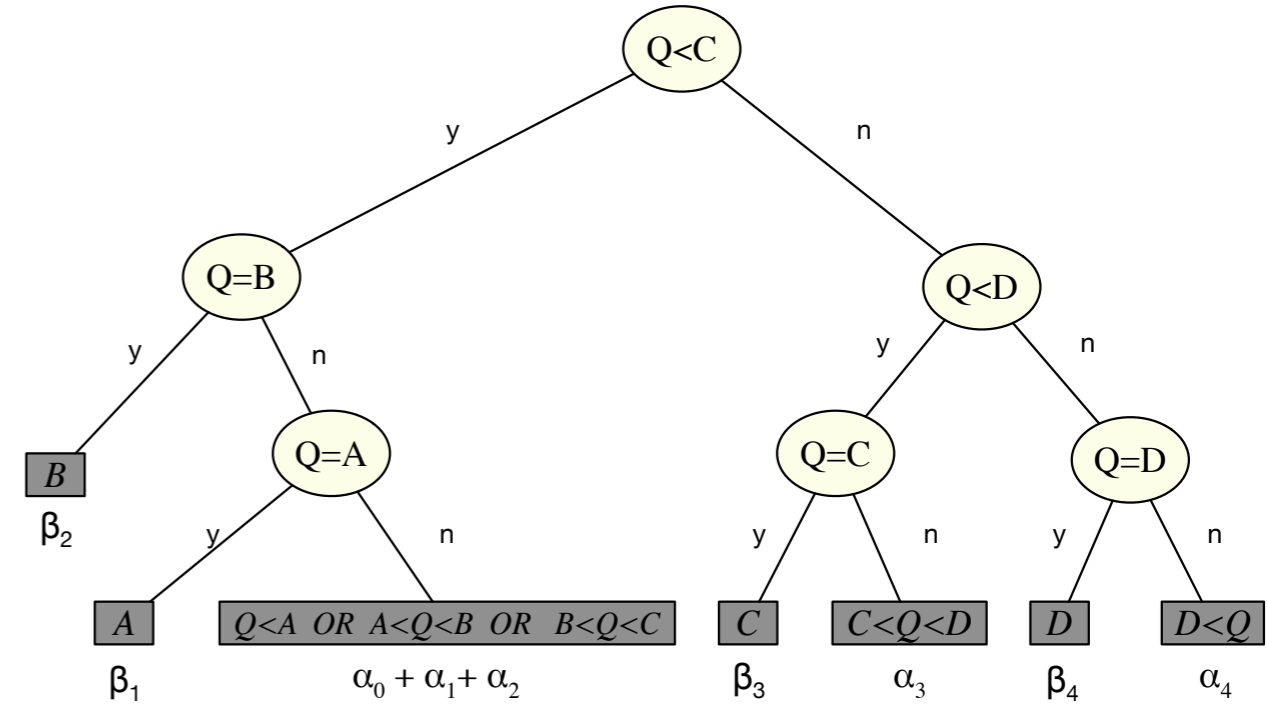 Q<C
y
n
Q=B
Q<D
y
n
y
n
B
β₂
Q=A
Q=C
Q=D
y
n
y
n
y
n
A
Q<A OR A<Q<B OR B<Q<C
C
C<Q<D
D
D<Q
β₁
α₀ + α₁+ α₂
β₃
α₃
β₄
α₄